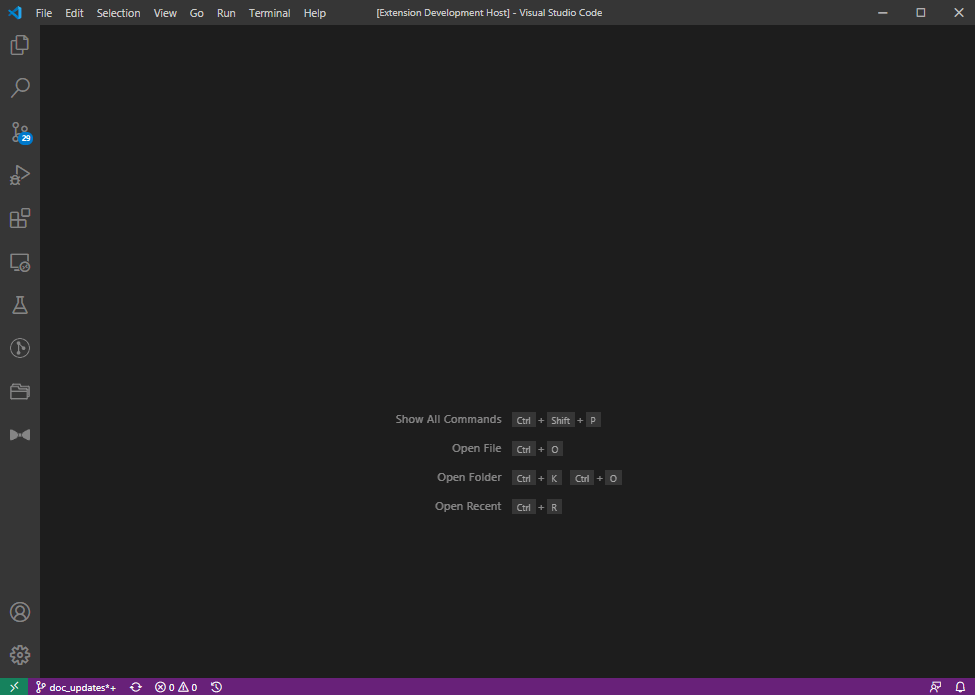 File Edit Selection View Go Run Terminal Help [Extension Development Host] - Visual Studio Code
29
Show All Commands Ctrl + Shift + P
Open File Ctrl + O
Open Folder Ctrl + K Ctrl + O
Open Recent Ctrl + R
doc_updates*+ 0 0